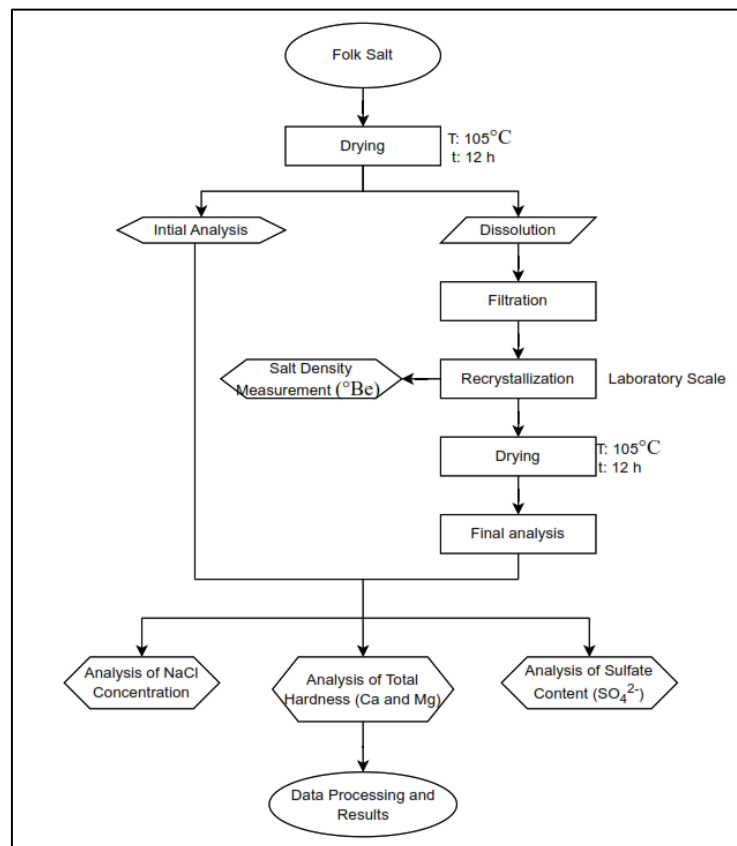 Folk Salt
Drying
T: 105°C
t: 12 h
Intial Analysis
Dissolution
Filtration
Salt Density
Measurement (°Be)
Recrystallization
Laboratory Scale
Drying
T: 105°C
t: 12 h
Final analysis
Analysis of NaCl
Concentration
Analysis of Total
Hardness (Ca and Mg)
Analysis of Sulfate
Content (SO₄²⁻)
Data Processing and
Results